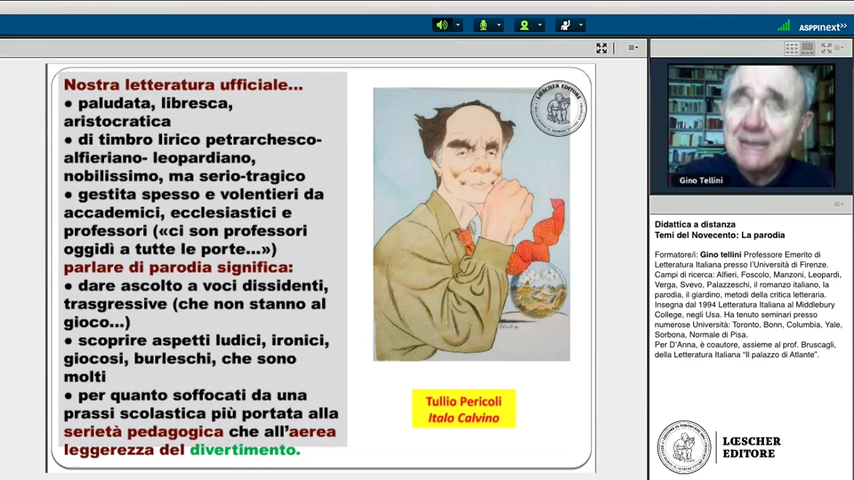 ASPPInext>>
Nostra letteratura ufficiale...
● paludata, libresca,
aristocratica
● di timbro lirico petrarchesco-
alfieriano- leopardiano,
nobilissimo, ma serio-tragico
● gestita spesso e volentieri da
accademici, ecclesiastici e
professori («ci son professori
oggidì a tutte le porte...»)
parlare di parodia significa:
● dare ascolto a voci dissidenti,
trasgressive (che non stanno al
gioco...)
● scoprire aspetti ludici, ironici,
giocosi, burleschi, che sono
molti
● per quanto soffocati da una
prassi scolastica più portata alla
serietà pedagogica che all'aerea
leggerezza del divertimento.
LŒSCHER EDITORE
Tullio Pericoli
Italo Calvino
Gino Tellini
Didattica a distanza
Temi del Novecento: La parodia
Formatore/i: Gino tellini Professore Emerito di
Letteratura Italiana presso l'Università di Firenze.
Campi di ricerca: Alfieri, Foscolo, Manzoni, Leopardi,
Verga, Svevo, Palazzeschi, il romanzo italiano, la
parodia, il giardino, metodi della critica letteraria.
Insegna dal 1994 Letteratura Italiana al Middlebury
College, negli Usa. Ha tenuto seminari presso
numerose Università: Toronto, Bonn, Columbia, Yale,
Sorbona, Normale di Pisa.
Per D'Anna, è coautore, assieme al prof. Bruscagli,
della Letteratura Italiana "Il palazzo di Atlante".
LŒSCHER
EDITORE